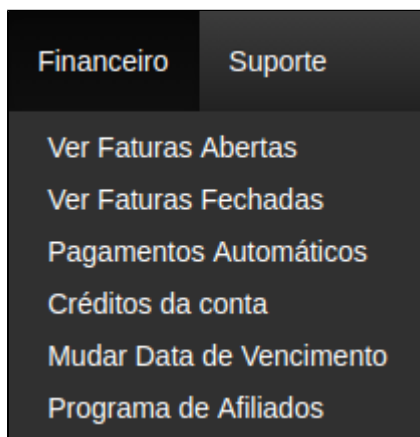 Financeiro Suporte
Ver Faturas Abertas
Ver Faturas Fechadas
Pagamentos Automáticos
Créditos da conta
Mudar Data de Vencimento
Programa de Afiliados